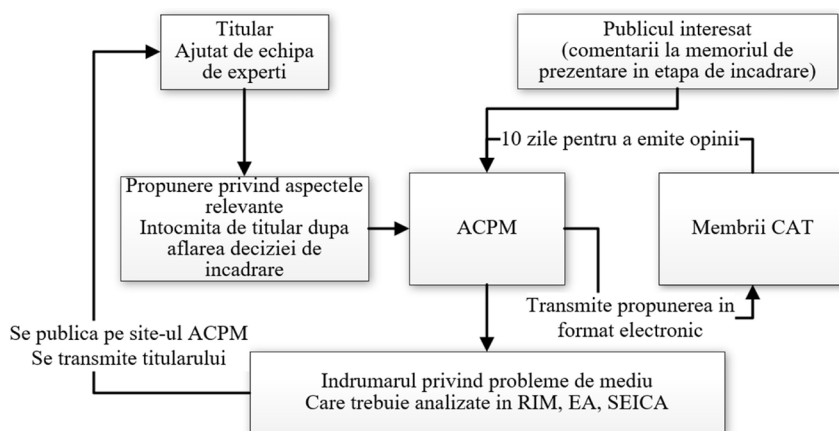 Titular
Ajutat de echipa
de experti
Publicul interesat
(comentarii la memoriul de
prezentare in etapa de incadrare)
10 zile pentru a emite opinii
Propunere privind aspectele
relevante
Intocmita de titular dupa
aflarea deciziei de
incadrare
ACPM
Membrii CAT
Transmite propunerea in
format electronic
Se publica pe site-ul ACPM
Se transmite titularului
Indrumarul privind probleme de mediu
Care trebuie analizate in RIM, EA, SEICA